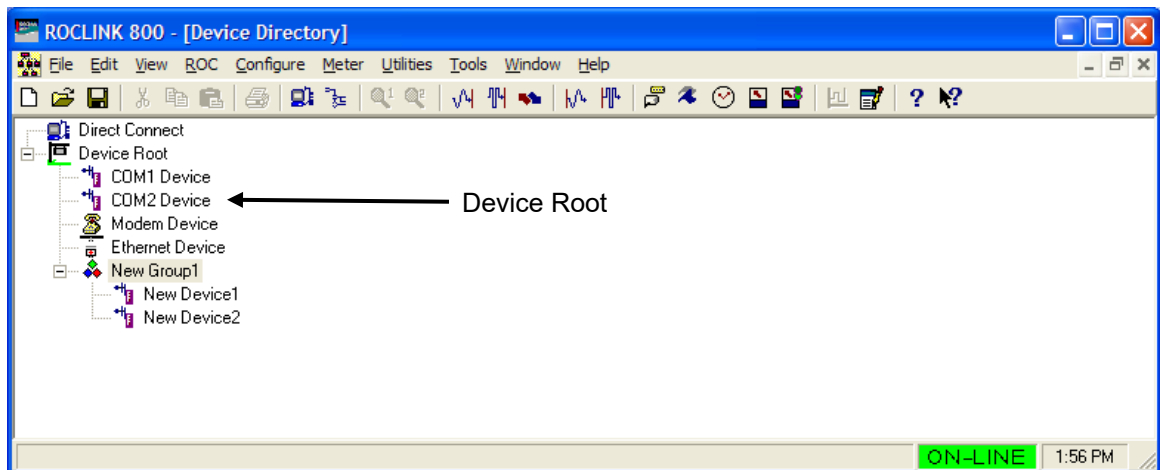 ROCLINK 800 - [Device Directory]
File Edit View ROC Configure Meter Utilities Tools Window Help
Direct Connect
Device Root
COM1 Device
COM2 Device
Device Root
Modem Device
Ethernet Device
New Group1
New Device1
New Device2
ON-LINE 1:56 PM